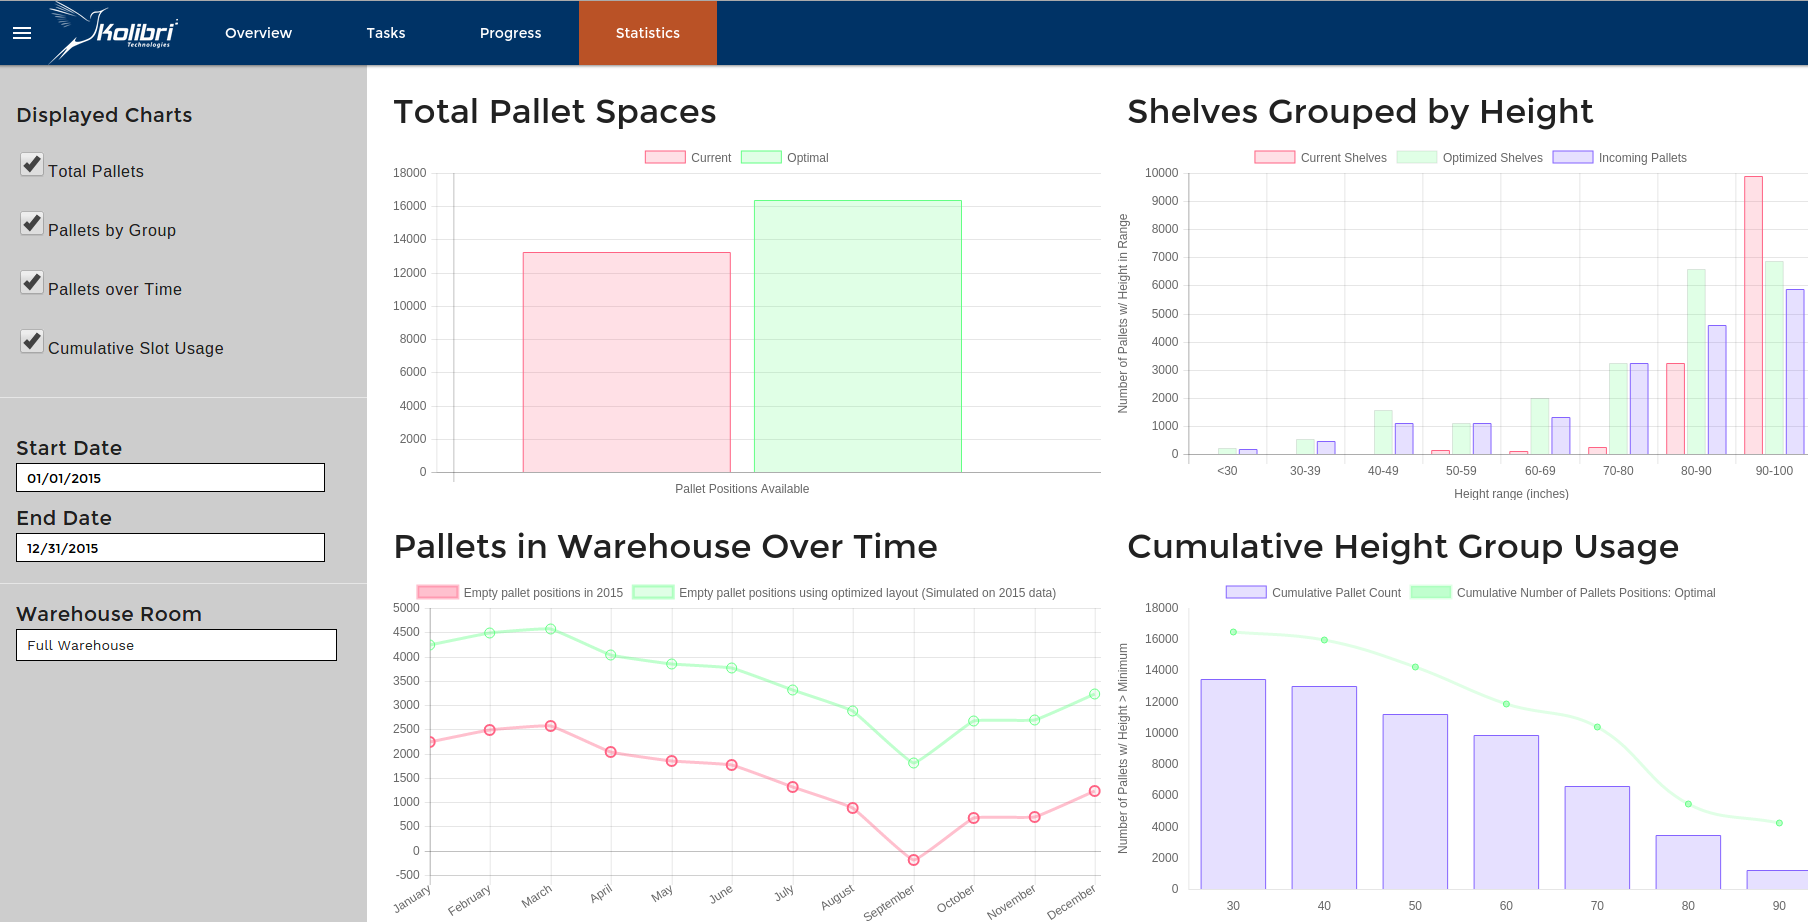 Kolibri
Technologies
Overview
Tasks
Progress
Statistics
Displayed Charts
Total Pallets
Pallets by Group
Pallets over Time
Cumulative Slot Usage
Start Date
01/01/2015
End Date
12/31/2015
Warehouse Room
Full Warehouse
Total Pallet Spaces
Current
Optimal
18000
16000
14000
12000
10000
8000
6000
4000
2000
0
Pallet Positions Available
Shelves Grouped by Height
Current Shelves
Optimized Shelves
Incoming Pallets
Number of Pallets w/ Height in Range
10000
9000
8000
7000
6000
5000
4000
3000
2000
1000
0
<30
30-39
40-49
50-59
60-69
70-80
80-90
90-100
Height range (inches)
Pallets in Warehouse Over Time
Empty pallet positions in 2015
Empty pallet positions using optimized layout (Simulated on 2015 data)
5000
4500
4000
3500
3000
2500
2000
1500
1000
500
0
-500
January
February
March
April
May
June
July
August
September
October
November
December
Cumulative Height Group Usage
Cumulative Pallet Count
Cumulative Number of Pallets Positions: Optimal
Number of Pallets w/ Height > Minimum
18000
16000
14000
12000
10000
8000
6000
4000
2000
0
30
40
50
60
70
80
90